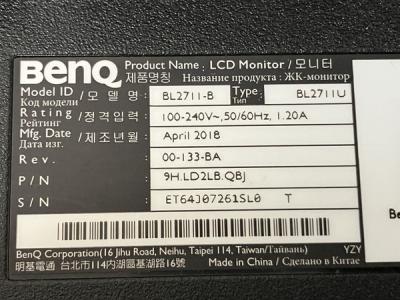 BenQ Product Name : LCD Monitor/모니터
제품명칭 Название продукта : ЖК-монитор
Model ID /모 델 명 : BL2711-B Type : BL2711U
Код модели Тип
Rating /정격입력 : 100-240V~,50/60Hz, 1.20A
Рейтинг
Mfg. Date /제조년월 : April 2018
Дата изг.
Rev. 00-133-BA
P / N 9H.LD2LB.QBJ
S / N : ET64J07261SL0 T
BenQ Corporation(16 Jihu Road, Neihu, Taipei 114, Taiwan/Тайвань) YZY
明基電通 台北市114內湖區基湖路16號 Made in China / Сделано в Китае
Be